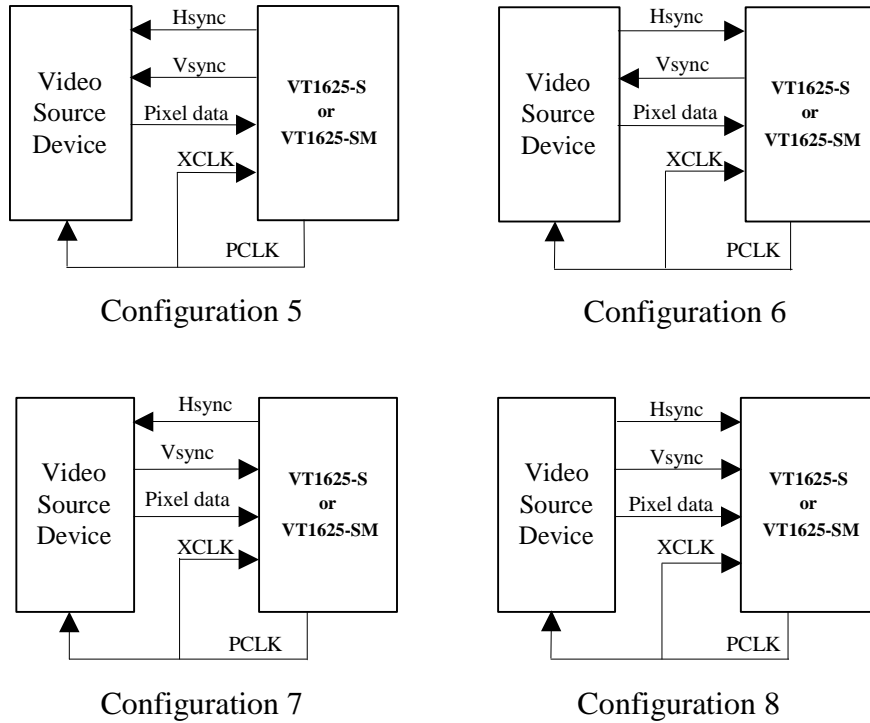 Hsync
Vsync
Pixel data
XCLK
PCLK
Video
Source
Device
VT1625-S
or
VT1625-SM
Configuration 5
Hsync
Vsync
Pixel data
XCLK
PCLK
Video
Source
Device
VT1625-S
or
VT1625-SM
Configuration 6
Hsync
Vsync
Pixel data
XCLK
PCLK
Video
Source
Device
VT1625-S
or
VT1625-SM
Configuration 7
Hsync
Vsync
Pixel data
XCLK
PCLK
Video
Source
Device
VT1625-S
or
VT1625-SM
Configuration 8